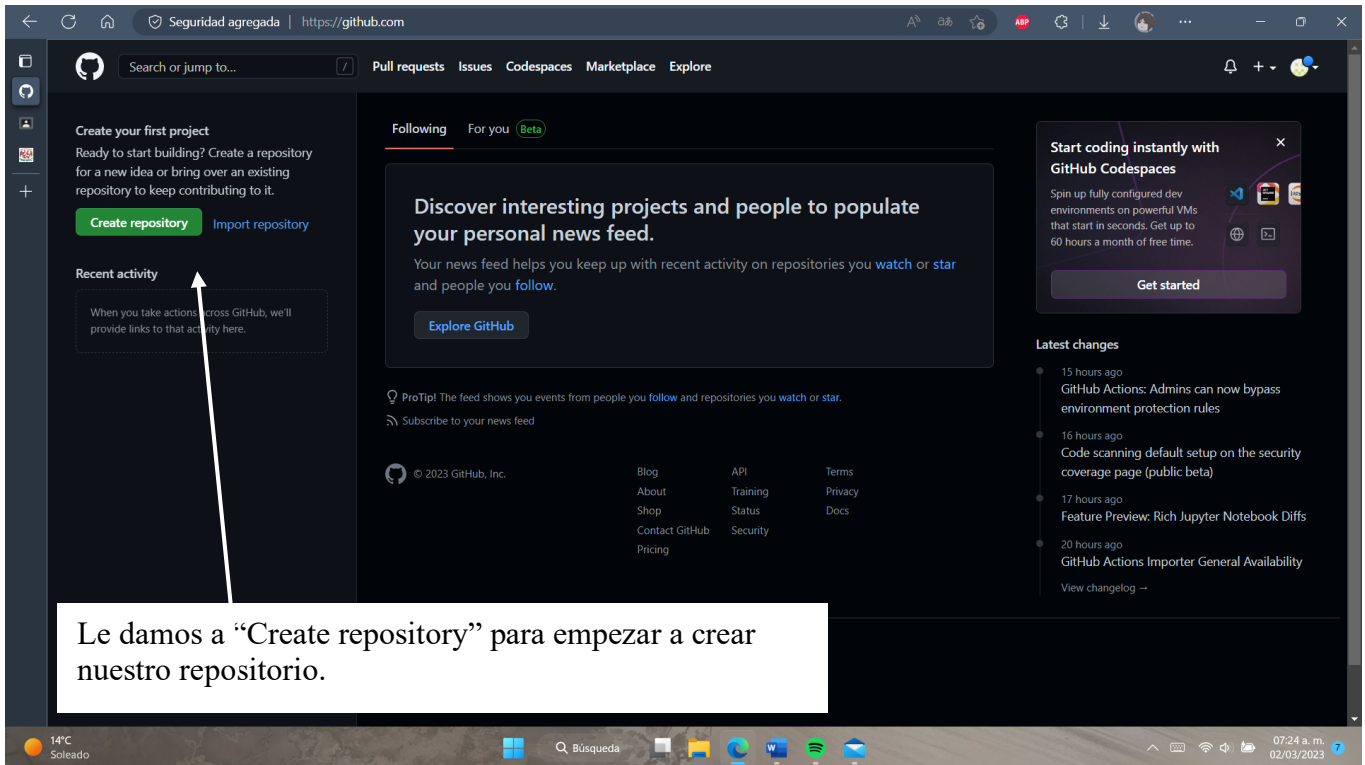 Seguridad agregada | https://github.com
ABP
Search or jump to... /
Pull requests Issues Codespaces Marketplace Explore
Create your first project
Ready to start building? Create a repository
for a new idea or bring over an existing
repository to keep contributing to it.
Create repository Import repository
Recent activity
When you take actions across GitHub, we'll
provide links to that activity here.
Following For you Beta
Discover interesting projects and people to populate
your personal news feed.
Your news feed helps you keep up with recent activity on repositories you watch or star
and people you follow.
Explore GitHub
ProTip! The feed shows you events from people you follow and repositories you watch or star.
Subscribe to your news feed
© 2023 GitHub, Inc.
Blog
About
Shop
Contact GitHub
Pricing
API
Training
Status
Security
Terms
Privacy
Docs
Start coding instantly with
GitHub Codespaces
Spin up fully configured dev
environments on powerful VMs
that start in seconds. Get up to
60 hours a month of free time.
Get started
Latest changes
15 hours ago
GitHub Actions: Admins can now bypass
environment protection rules
16 hours ago
Code scanning default setup on the security
coverage page (public beta)
17 hours ago
Feature Preview: Rich Jupyter Notebook Diffs
20 hours ago
GitHub Actions Importer General Availability
View changelog →
Le damos a “Create repository” para empezar a crear
nuestro repositorio.
14°C
Soleado
Búsqueda
07:24 a. m.
02/03/2023
7